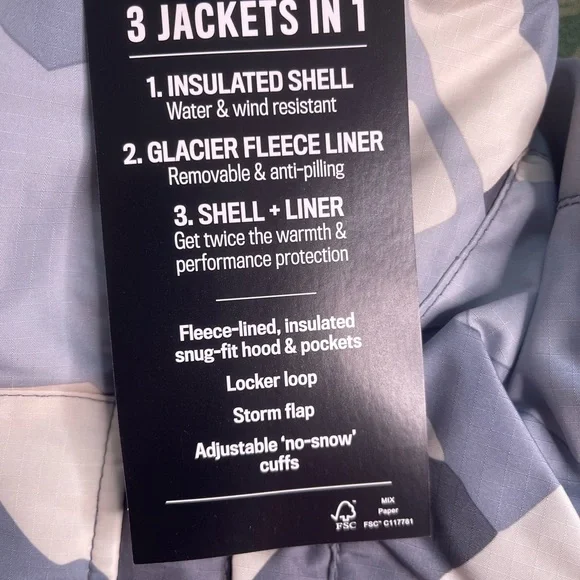 3 JACKETS IN 1
1. INSULATED SHELL
Water & wind resistant
2. GLACIER FLEECE LINER
Removable & anti-pilling
3. SHELL + LINER
Get twice the warmth &
performance protection
Fleece-lined, insulated
snug-fit hood & pockets
Locker loop
Storm flap
Adjustable ‘no-snow’
cuffs
FSC
MIX
Paper
FSC™ C117781